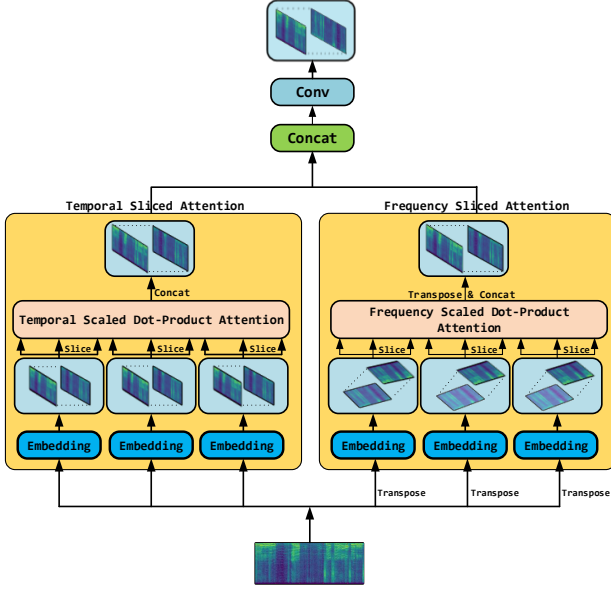 Conv
Concat
Temporal Sliced Attention
Frequency Sliced Attention
Concat
Transpose & Concat
Temporal Scaled Dot-Product Attention
Frequency Scaled Dot-Product
Attention
Slice
Slice
Slice
Slice
Slice
Slice
Embedding
Embedding
Embedding
Embedding
Embedding
Embedding
Transpose
Transpose
Transpose